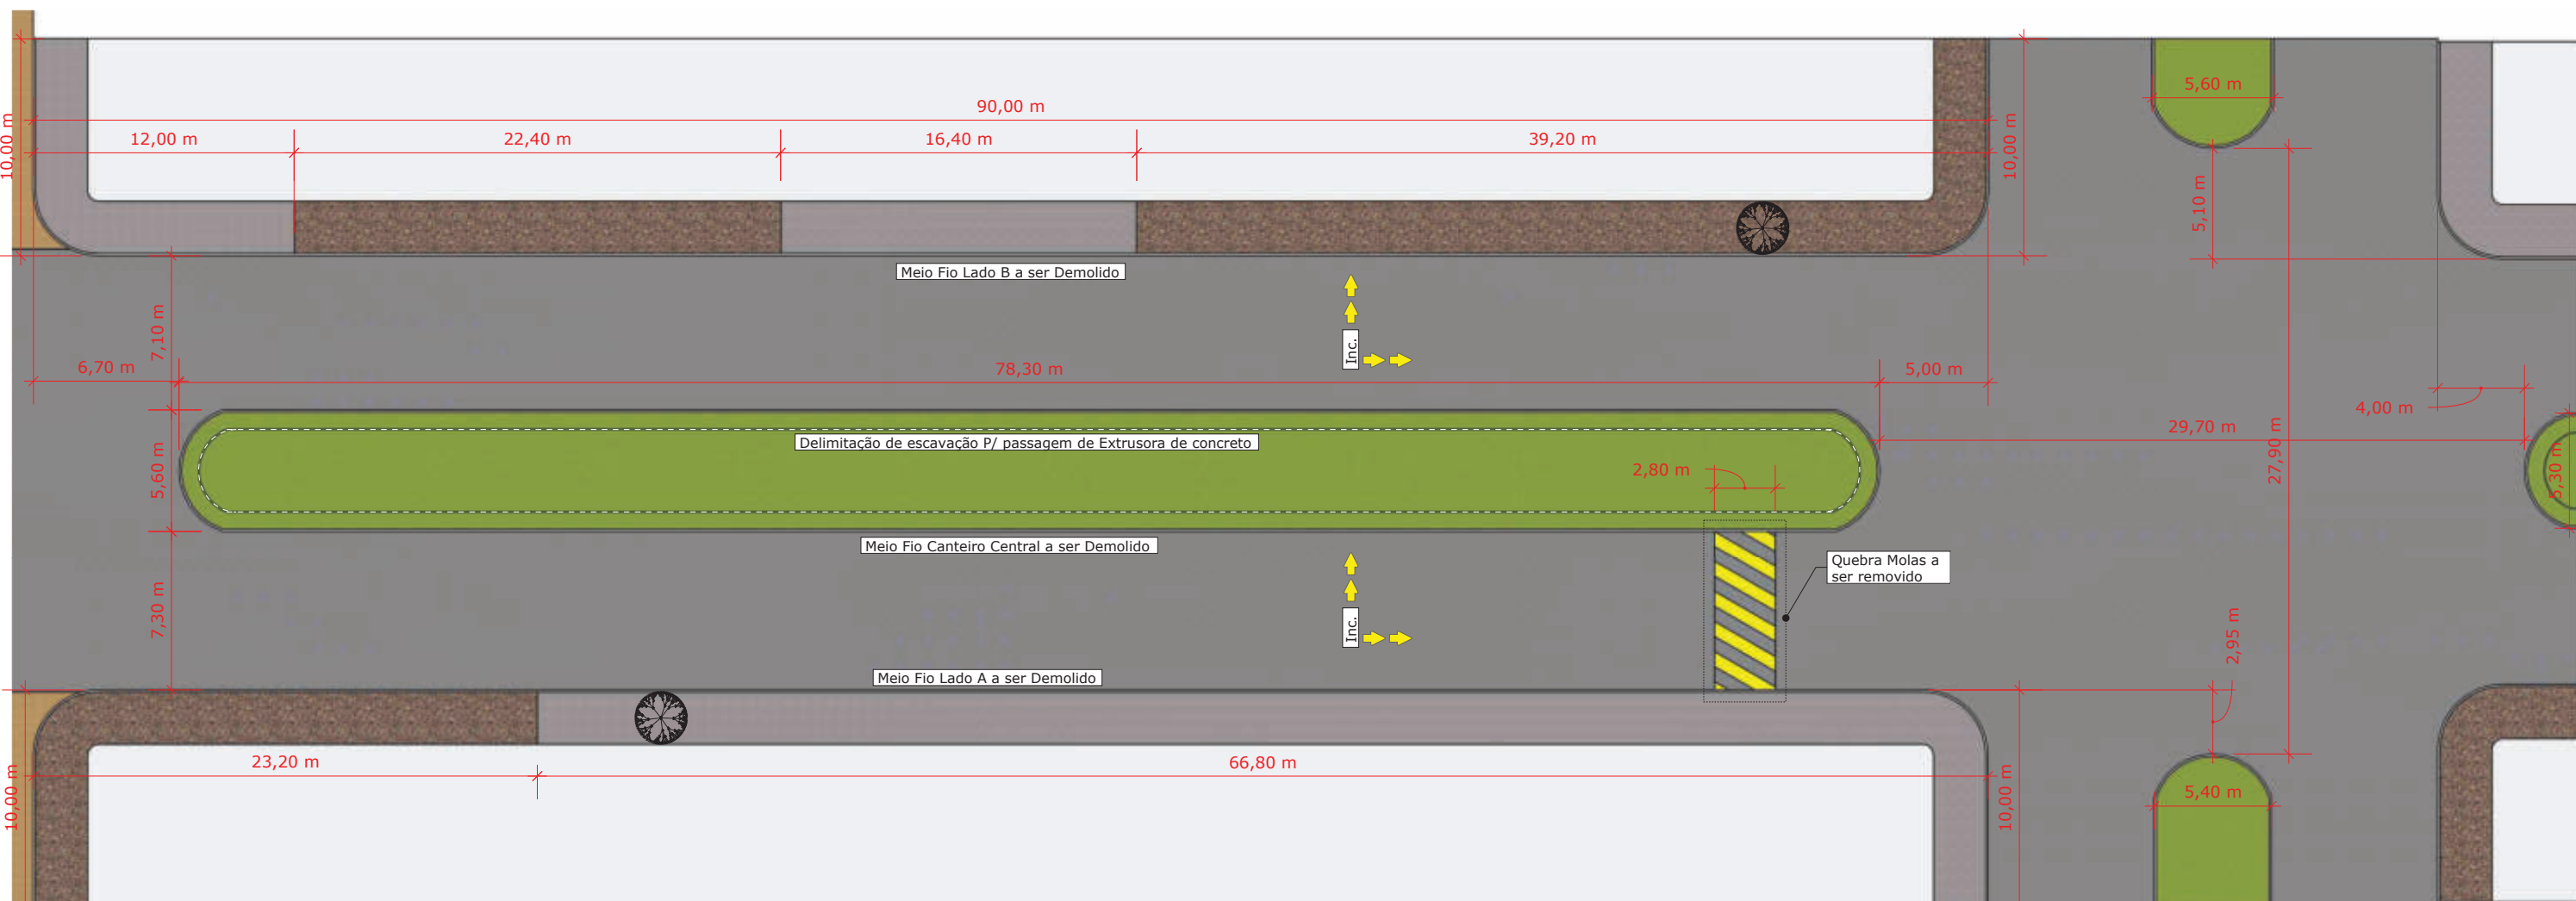 5,60 m
90,00 m
12,00 m
22,40 m
16,40 m
39,20 m
10,00 m
10,00 m
5,10 m
Meio Fio Lado B a ser Demolido
7,10 m
Inc.
6,70 m
78,30 m
5,00 m
4,00 m
29,70 m
27,90 m
Delimitação de escavação P/ passagem de Extrusora de concreto
2,80 m
5,60 m
5,30 m
Meio Fio Canteiro Central a ser Demolido
Quebra Molas a
ser removido
7,30 m
Inc.
2,95 m
Meio Fio Lado A a ser Demolido
23,20 m
66,80 m
10,00 m
10,00 m
5,40 m